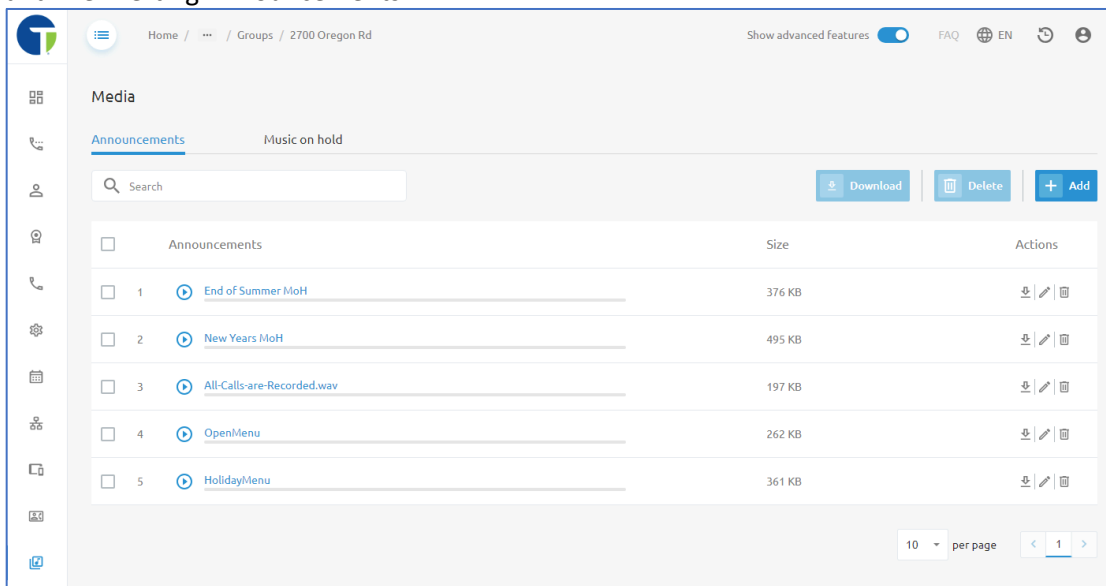 Home / ... / Groups / 2700 Oregon Rd Show advanced features FAQ EN
Media
Announcements Music on hold
Search Download Delete + Add
Announcements Size Actions
1 End of Summer MoH 376 KB
2 New Years MoH 495 KB
3 All-Calls-are-Recorded.wav 197 KB
4 OpenMenu 262 KB
5 HolidayMenu 361 KB
10 per page < 1 >